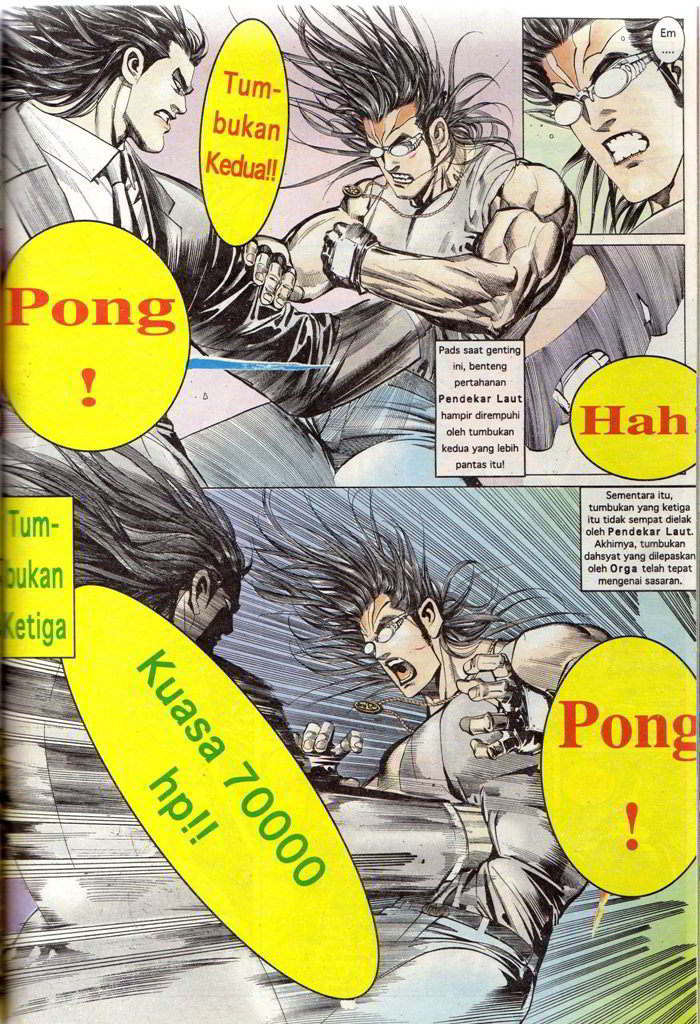 Tum-
bukan
Kedua!!
Em
....
Pong
!
Pads saat genting
ini, benteng
pertahanan
Pendekar Laut
hampir dirempuhi
oleh tumbukan
kedua yang lebih
pantas itu!
Hah
Tum-
bukan
Ketiga
Sementara itu,
tumbukan yang ketiga
itu tidak sempat dielak
oleh Pendekar Laut.
Akhirnya, tumbukan
dahsyat yang dilepaskan
oleh Orga telah tepat
mengenai sasaran.
Kuasa 70000
hp!!
Pong
!